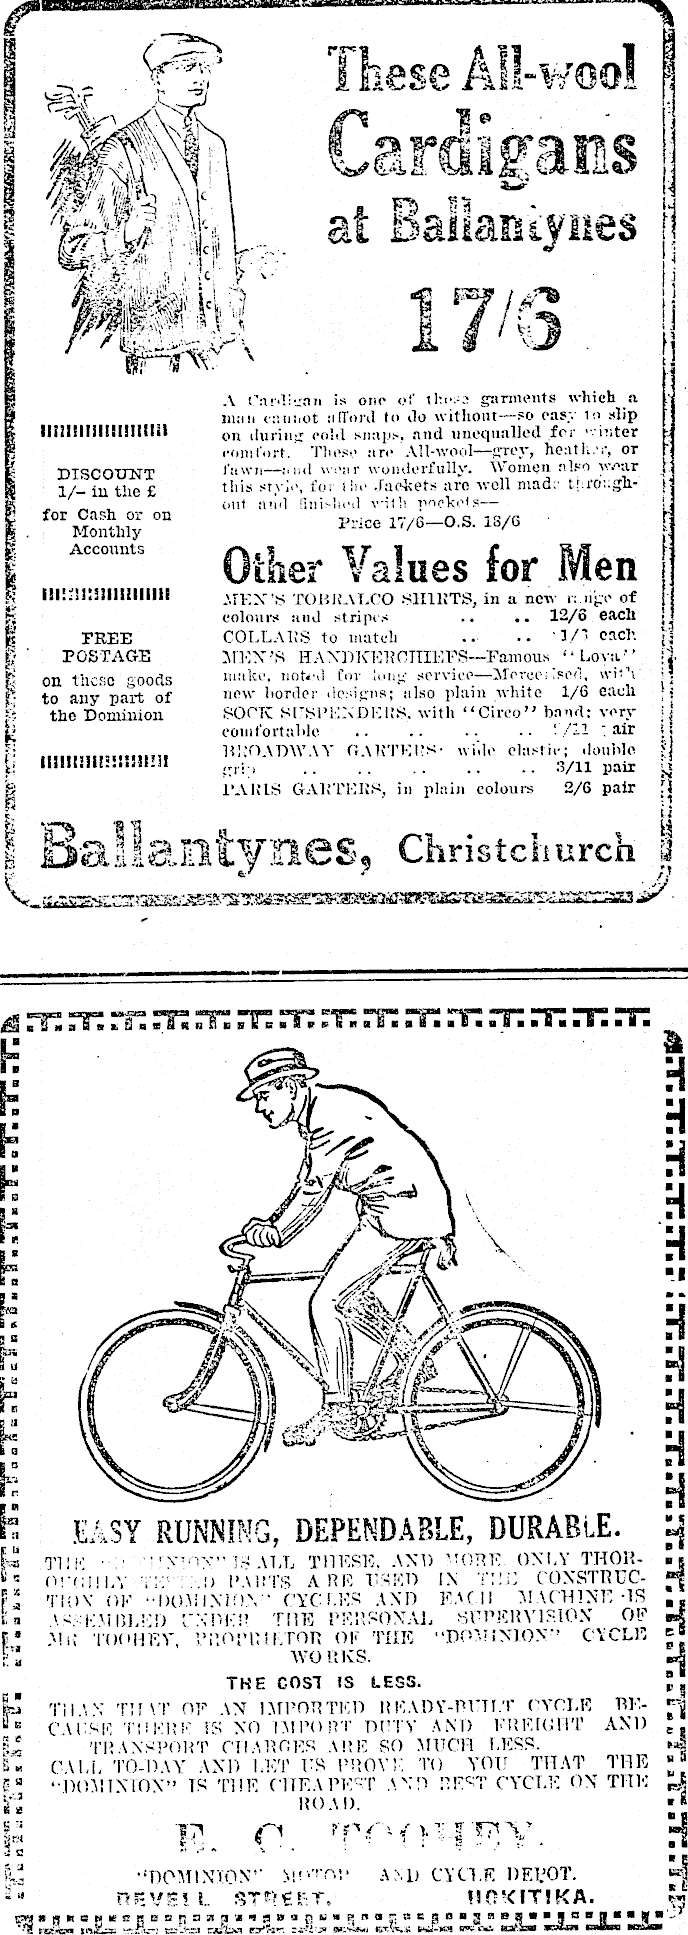 These All-wool
Cardigans
at Ballantynes
17/6
A Cardigan is one of those garments which a
man cannot afford to do without—so easy to slip
on during cold snaps, and unequalled for winter
comfort. These are All-wool—grey, heather, or
fawn—and wear wonderfully. Women also wear
this style, for the Jackets are well made through-
out and finished with pockets—
Price 17/6—O.S. 18/6
DISCOUNT
1/- in the £
for Cash or on
Monthly
Accounts
FREE
POSTAGE
on these goods
to any part of
the Dominion
Other Values for Men
MEN'S TOBRALCO SHIRTS, in a new range of
colours and stripes .. .. 12/6 each
COLLARS to match .. .. each
MEN'S HANDKERCHIEFS—Famous "Lova"
make, noted for long service—Mercerised, with
new border designs; also plain white 1/6 each
SOCK SUSPENDERS, with "Circo" band; very
comfortable .. .. .. ..
BROADWAY GARTERS: wide elastic; double
grip .. .. .. .. .. 3/11 pair
PARIS GARTERS, in plain colours 2/6 pair
Ballantynes, Christchurch
EASY RUNNING, DEPENDABLE, DURABLE.
THE "DOMINION" IS ALL THESE, AND MORE. ONLY THOR-
OUGHLY TESTED PARTS ARE USED IN THE CONSTRUC-
TION OF "DOMINION" CYCLES AND EACH MACHINE IS
ASSEMBLED UNDER THE PERSONAL SUPERVISION OF
MR TOOHEY, PROPRIETOR OF THE "DOMINION" CYCLE
WORKS.
THE COST IS LESS.
THAN THAT OF AN IMPORTED READY-BUILT CYCLE BE-
CAUSE THERE IS NO IMPORT DUTY AND FREIGHT AND
TRANSPORT CHARGES ARE SO MUCH LESS.
CALL TO-DAY AND LET US PROVE TO YOU THAT THE
"DOMINION" IS THE CHEAPEST AND BEST CYCLE ON THE
ROAD.
E. C. TOOHEY.
"DOMINION" MOTOR AND CYCLE DEPOT.
REVELL STREET, HOKITIKA.